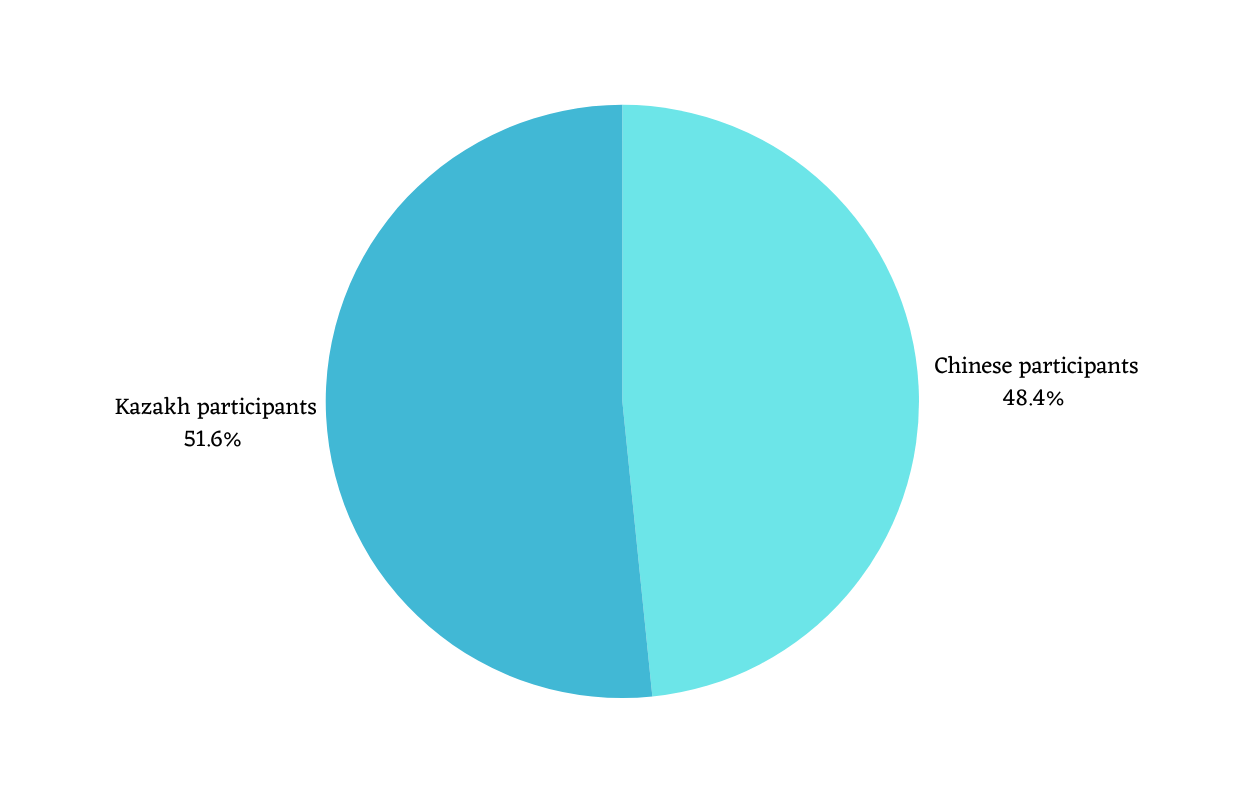 Kazakh participants
51.6%
Chinese participants
48.4%